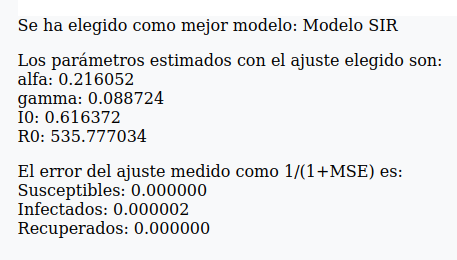 Se ha elegido como mejor modelo: Modelo SIR
Los parámetros estimados con el ajuste elegido son:
alfa: 0.216052
gamma: 0.088724
I0: 0.616372
R0: 535.777034
El error del ajuste medido como 1/(1+MSE) es:
Susceptibles: 0.000000
Infectados: 0.000002
Recuperados: 0.000000